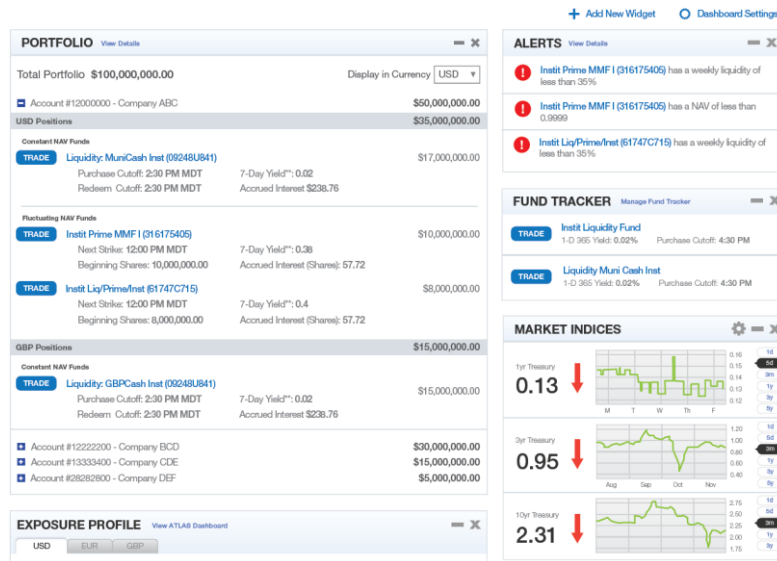 Add New Widget
Dashboard Settings
PORTFOLIO View Details
Total Portfolio $100,000,000.00
Display in Currency USD
Account #12000000 - Company ABC $50,000,000.00
USD Positions $35,000,000.00
Constant NAV Funds
TRADE Liquidity: MuniCash Inst (09248U841) $17,000,000.00
Purchase Cutoff: 2:30 PM MDT 7-Day Yield**: 0.02
Redeem Cutoff: 2:30 PM MDT Accrued Interest $238.76
Fluctuating NAV Funds
TRADE Instit Prime MMF I (316175405) $10,000,000.00
Next Strike: 12:00 PM MDT 7-Day Yield**: 0.38
Beginning Shares: 10,000,000.00 Accrued Interest (Shares): 57.72
TRADE Instit Liq/Prime/Inst (61747C715) $8,000,000.00
Next Strike: 12:00 PM MDT 7-Day Yield**: 0.4
Beginning Shares: 8,000,000.00 Accrued Interest (Shares): 57.72
GBP Positions $15,000,000.00
Constant NAV Funds
TRADE Liquidity: GBPCash Inst (09248U841) $15,000,000.00
Purchase Cutoff: 2:30 PM MDT 7-Day Yield**: 0.02
Redeem Cutoff: 2:30 PM MDT Accrued Interest $238.76
Account #12222200 - Company BCD $30,000,000.00
Account #13333400 - Company CDE $15,000,000.00
Account #28282800 - Company DEF $5,000,000.00
EXPOSURE PROFILE View ATLAS Dashboard
USD EUR GBP
ALERTS View Details
Instit Prime MMF I (316175405) has a weekly liquidity of
less than 35%
Instit Prime MMF I (316175405) has a NAV of less than
0.9999
Instit Liq/Prime/Inst (61747C715) has a weekly liquidity of
less than 35%
FUND TRACKER Manage Fund Tracker
TRADE Instit Liquidity Fund
1-D 365 Yield: 0.02% Purchase Cutoff: 4:30 PM
TRADE Liquidity Muni Cash Inst
1-D 365 Yield: 0.02% Purchase Cutoff: 4:30 PM
MARKET INDICES
1yr Treasury
0.13
0.16
0.15
0.14
0.13
0.12
M T W Th F
1d
5d
3m
1y
3y
5y
3yr Treasury
0.95
1.20
1.00
0.80
0.60
0.40
Aug Sep Oct Nov
1d
5d
3m
1y
3y
5y
10yr Treasury
2.31
2.75
2.50
2.25
2.00
1.75
1d
5d
3m
1y
3y